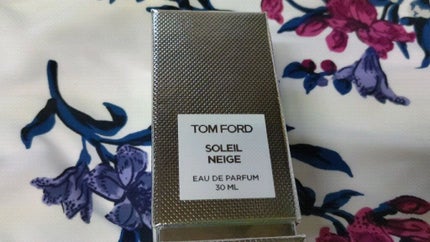 TOM FORD
SOLEIL
NEIGE
EAU DE PARFUM
30 ML